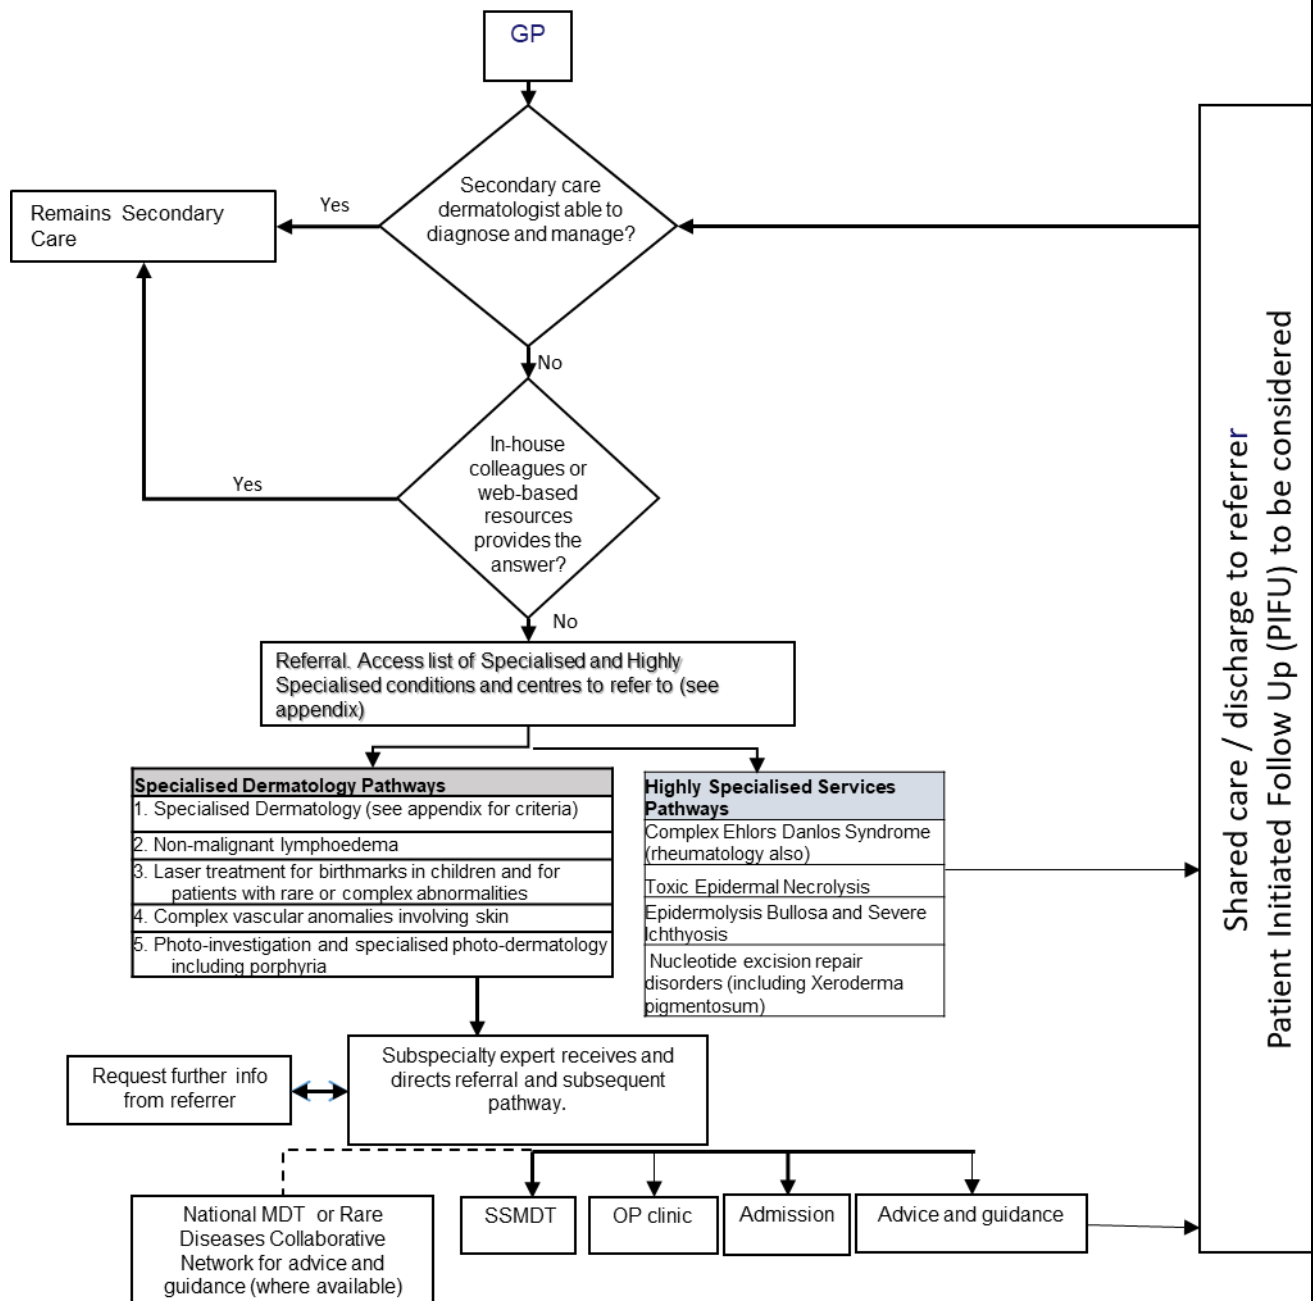 GP
Secondary care
dermatologist able to
diagnose and manage?
Yes
Remains Secondary
Care
No
In-house
colleagues or
web-based
resources
provides the
answer?
Yes
No
Referral. Access list of Specialised and Highly
Specialised conditions and centres to refer to (see
appendix)
Specialised Dermatology Pathways
1. Specialised Dermatology (see appendix for criteria)
2. Non-malignant lymphoedema
3. Laser treatment for birthmarks in children and for
patients with rare or complex abnormalities
4. Complex vascular anomalies involving skin
5. Photo-investigation and specialised photo-dermatology
including porphyria
Highly Specialised Services
Pathways
Complex Ehlors Danlos Syndrome
(rheumatology also)
Toxic Epidermal Necrolysis
Epidermolysis Bullosa and Severe
Ichthyosis
Nucleotide excision repair
disorders (including Xeroderma
pigmentosum)
Subspecialty expert receives and
directs referral and subsequent
pathway.
Request further info
from referrer
National MDT or Rare
Diseases Collaborative
Network for advice and
guidance (where available)
SSMDT
OP clinic
Admission
Advice and guidance
Shared care / discharge to referrer
Patient Initiated Follow Up (PIFU) to be considered